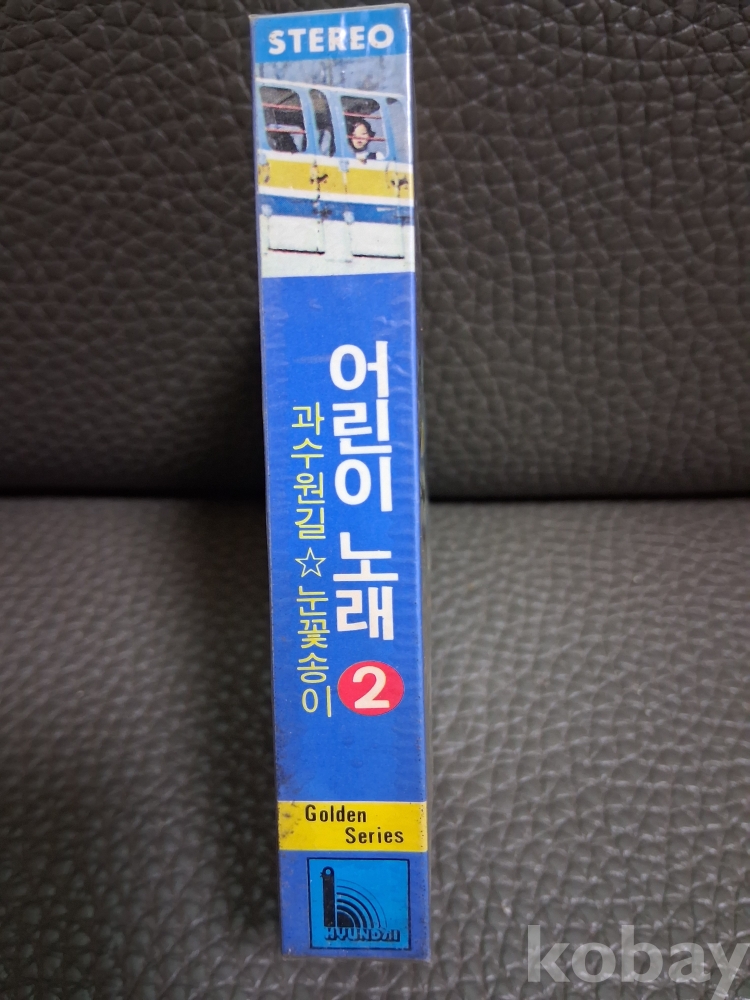 STEREO
어린이 노래 2
과수원길 ☆ 눈꽃송이
Golden
Series
HYUNDAI
kobay